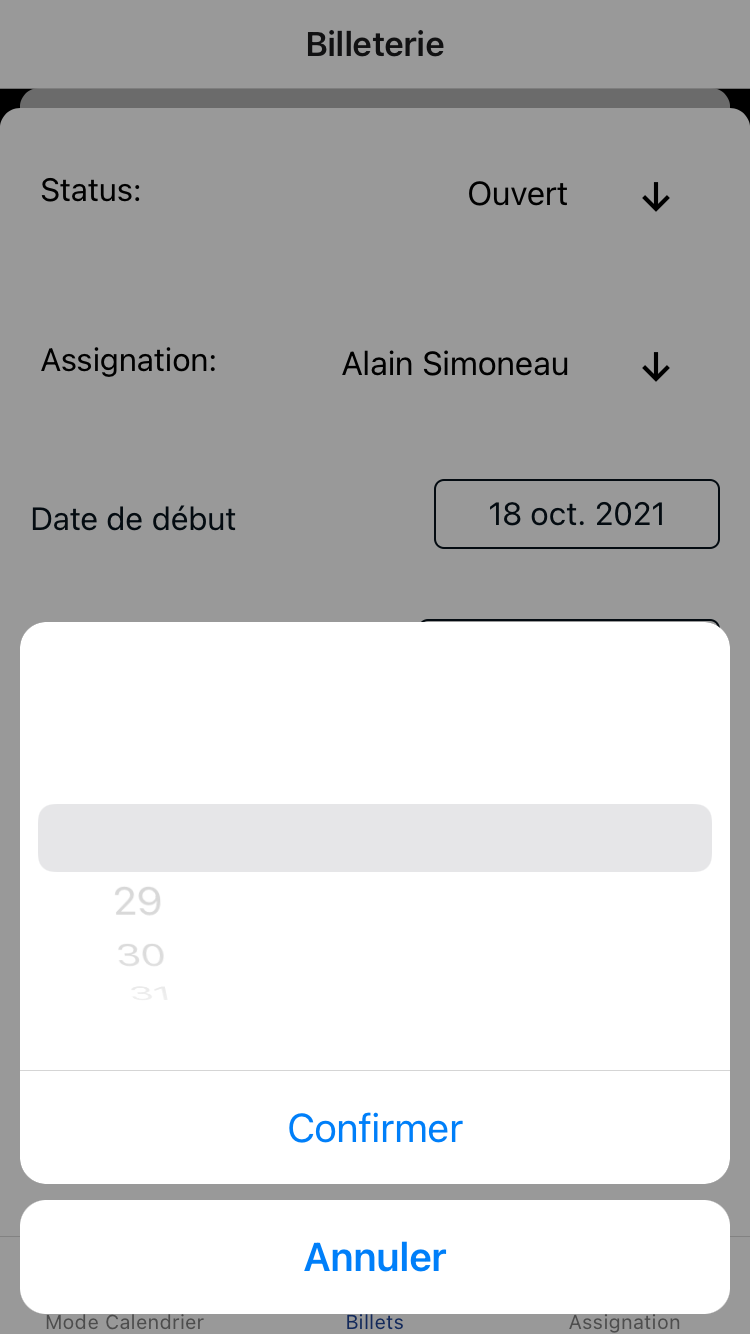 Billeterie
Status:
Ouvert
Assignation:
Alain Simoneau
Date de début
18 oct. 2021
29
30
31
Confirmer
Annuler
Mode Calendrier
Billets
Assignation